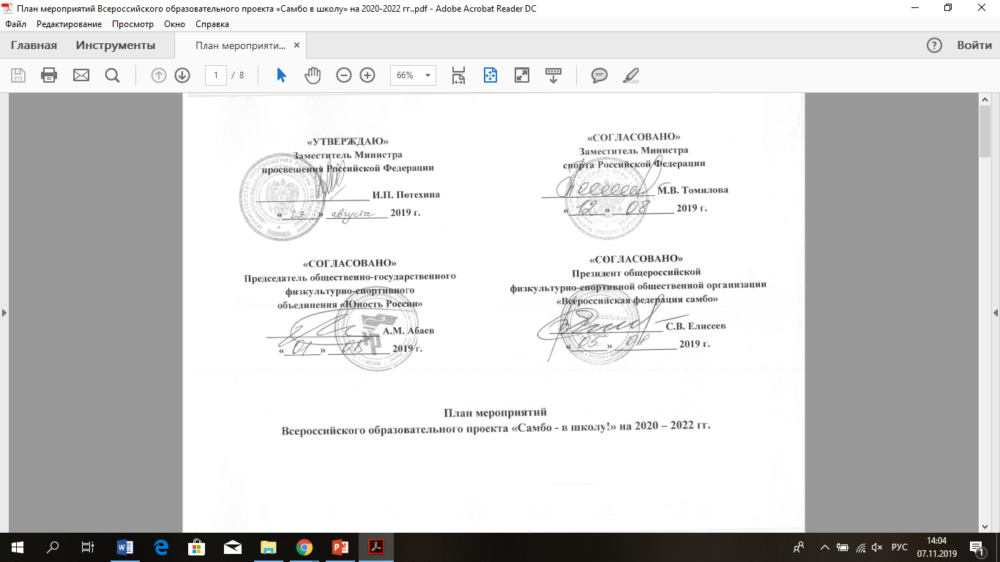 План мероприятий Всероссийского образовательного проекта «Самбо в школу» на 2020-2022 гг..pdf - Adobe Acrobat Reader DC
Файл Редактирование Просмотр Окно Справка
Главная Инструменты План мероприяти... × Войти
1 / 8 66%
«УТВЕРЖДАЮ»
Заместитель Министра
просвещения Российской Федерации
И.П. Потехина
« » августа 2019 г.
«СОГЛАСОВАНО»
Заместитель Министра
спорта Российской Федерации
М.В. Томилова
«12» 08 2019 г.
«СОГЛАСОВАНО»
Председатель общественно-государственного
физкультурно-спортивного
объединения «Юность России»
А.М. Абаев
«01» 2019 г.
«СОГЛАСОВАНО»
Президент общероссийской
физкультурно-спортивной общественной организации
«Всероссийская федерация самбо»
С.В. Елисеев
«05» 2019 г.
План мероприятий
Всероссийского образовательного проекта «Самбо - в школу!» на 2020 – 2022 гг.
РУС 14:04
07.11.2019
1